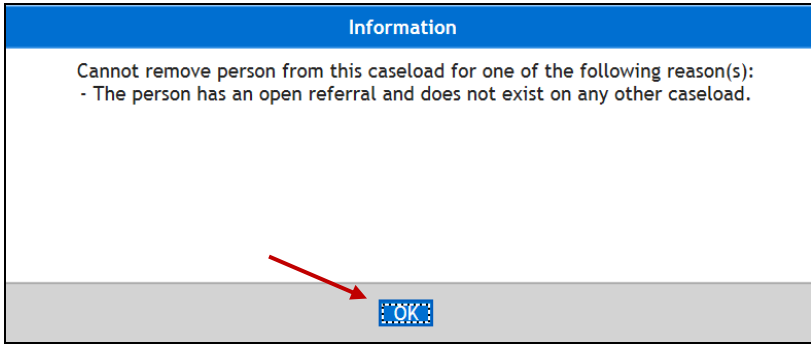 Information
Cannot remove person from this caseload for one of the following reason(s):
- The person has an open referral and does not exist on any other caseload.
OK